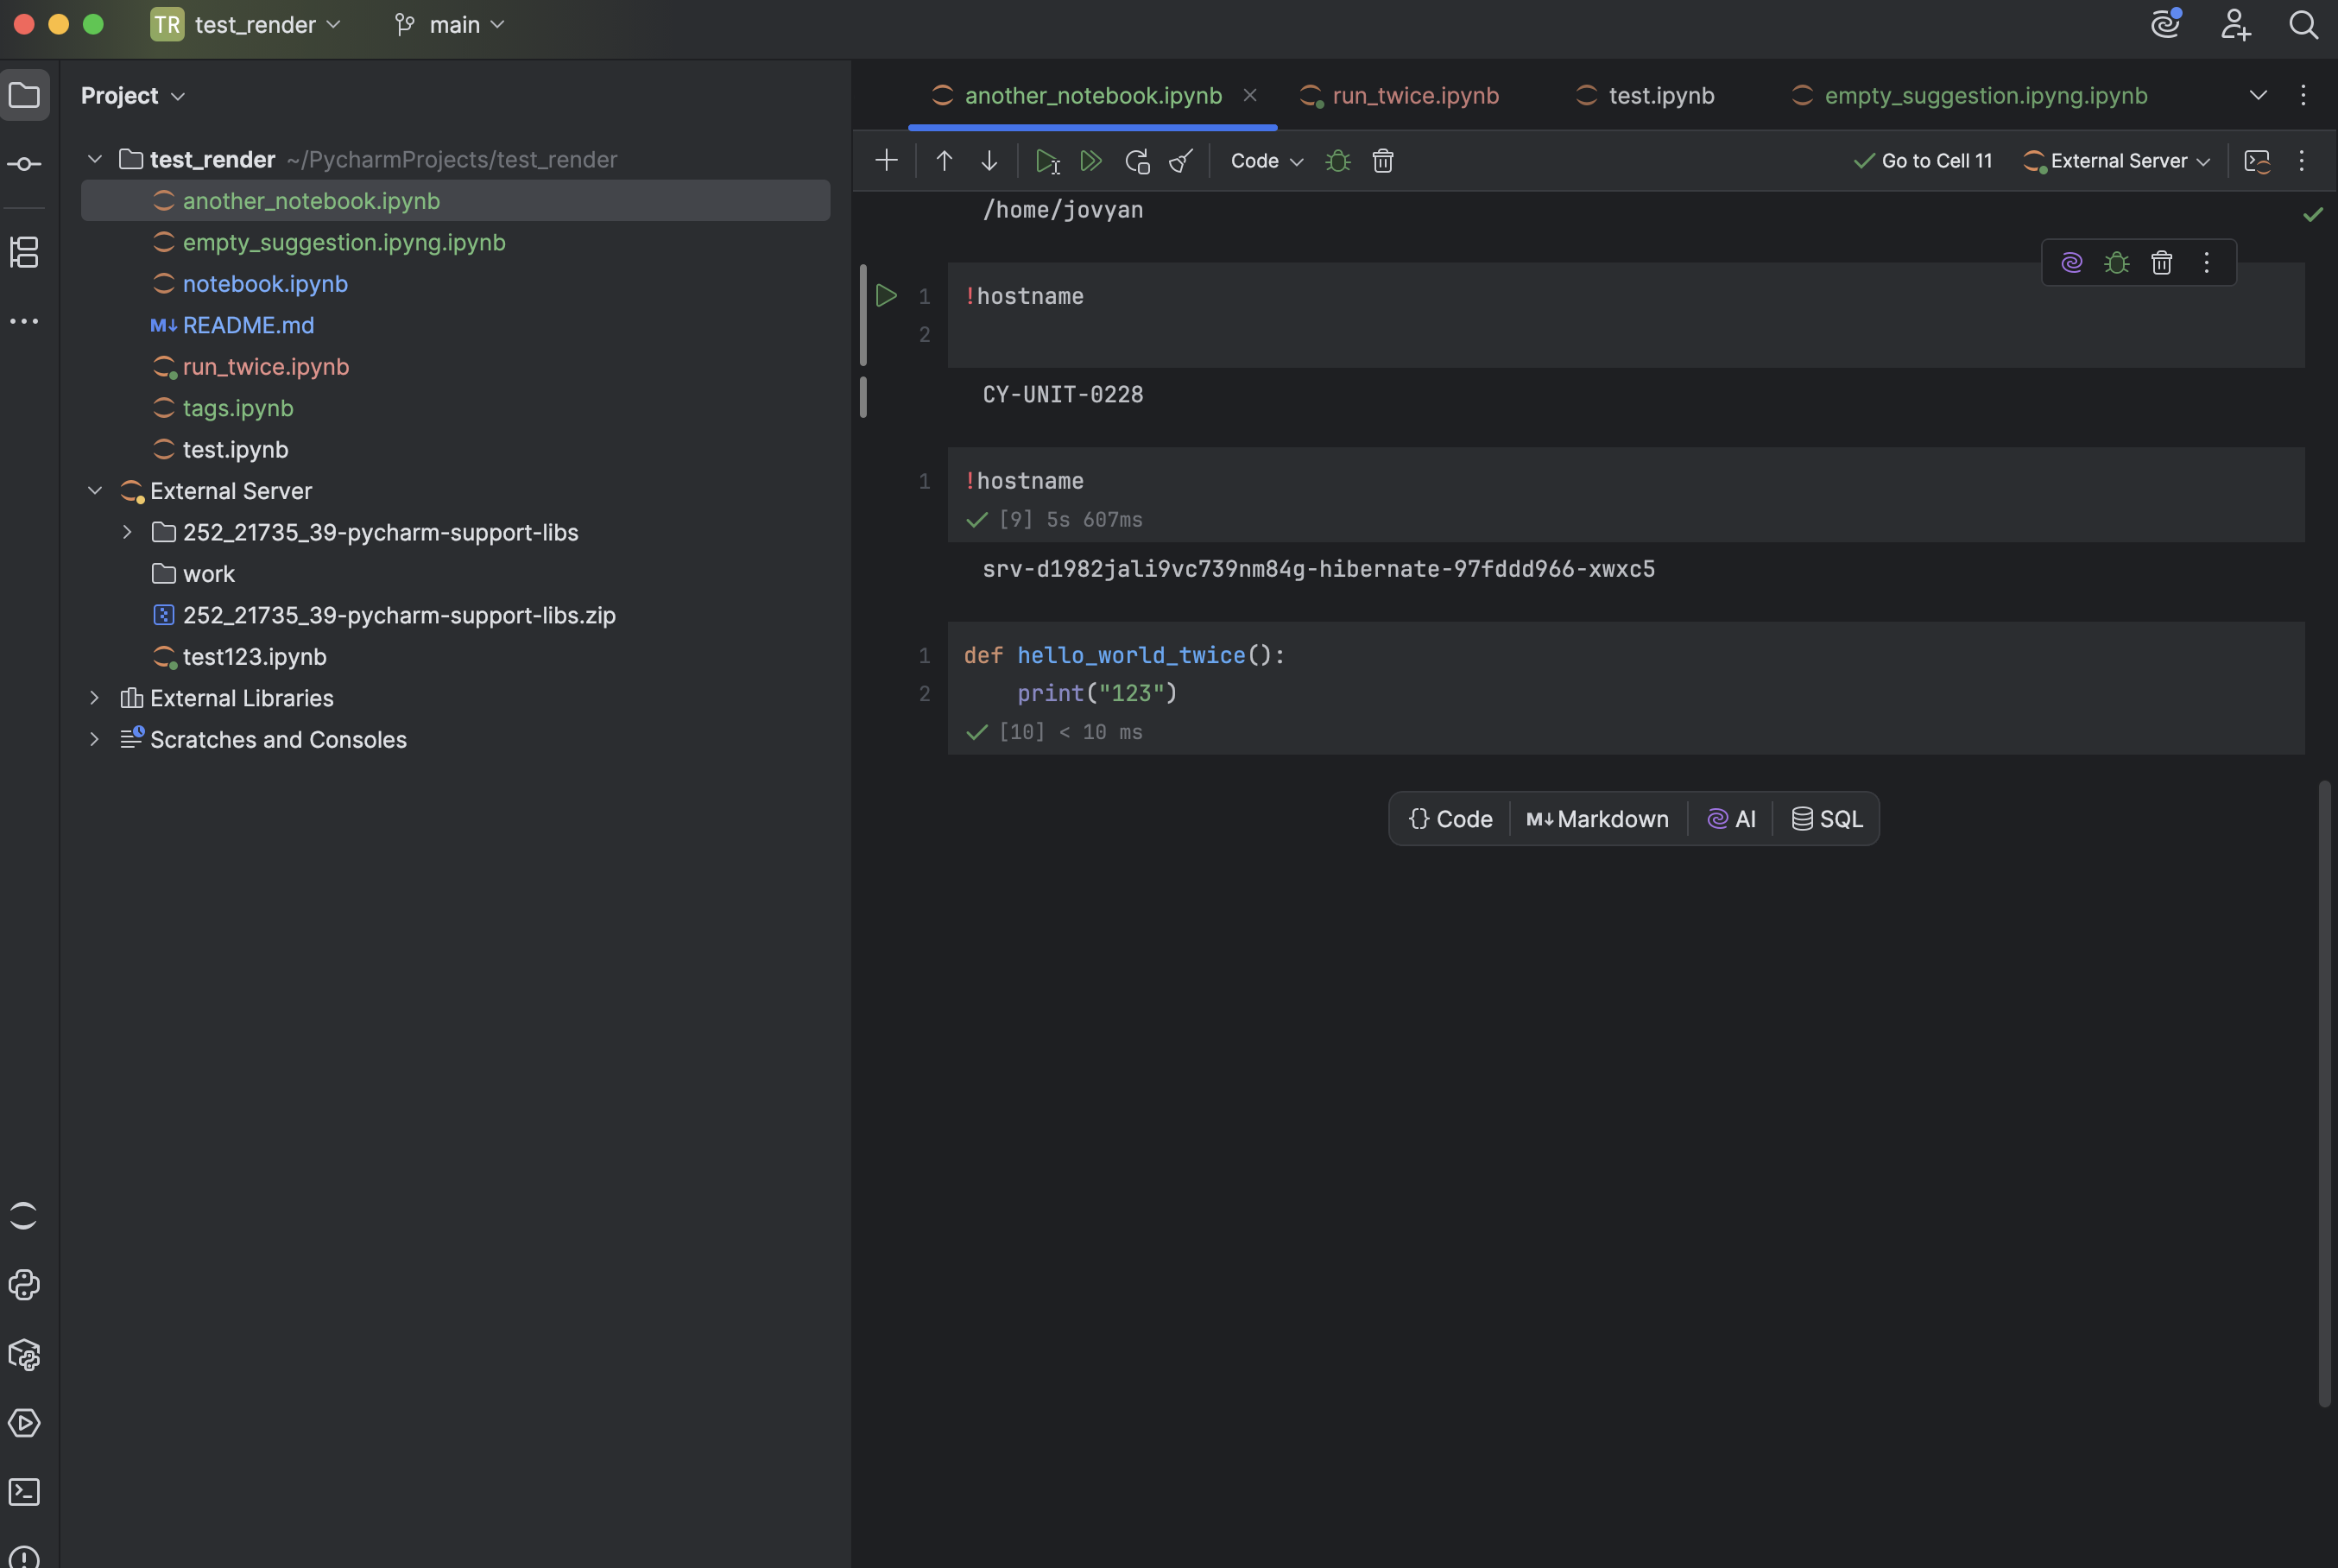 TR test_render main
Project
test_render ~/PycharmProjects/test_render
another_notebook.ipynb
empty_suggestion.ipyng.ipynb
notebook.ipynb
M↓ README.md
run_twice.ipynb
tags.ipynb
test.ipynb
External Server
252_21735_39-pycharm-support-libs
work
252_21735_39-pycharm-support-libs.zip
test123.ipynb
External Libraries
Scratches and Consoles
another_notebook.ipynb run_twice.ipynb test.ipynb empty_suggestion.ipyng.ipynb
Code Go to Cell 11 External Server
/home/jovyan
1 !hostname
2
CY-UNIT-0228
1 !hostname
[9] 5s 607ms
srv-d1982jali9vc739nm84g-hibernate-97fddd966-xwxc5
1 def hello_world_twice():
2 print("123")
[10] < 10 ms
{} Code M↓ Markdown AI SQL